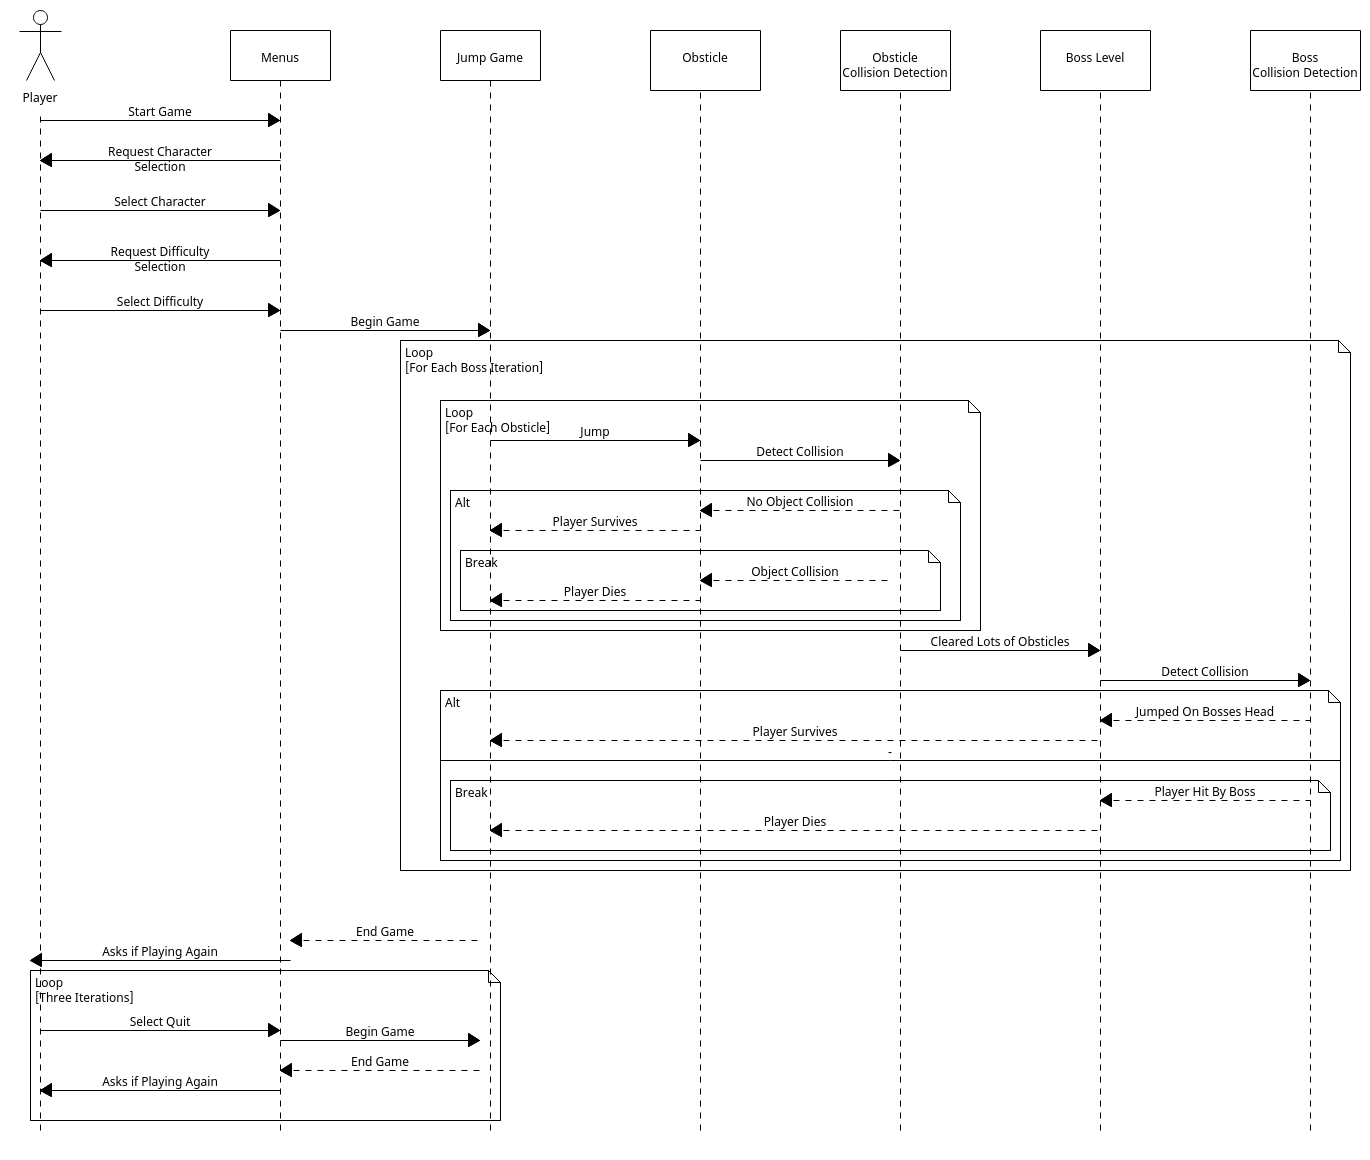 Player
Menus
Jump Game
Obsticle
Obsticle
Collision Detection
Boss Level
Boss
Collision Detection
Start Game
Request Character
Selection
Select Character
Request Difficulty
Selection
Select Difficulty
Begin Game
Loop
[For Each Boss Iteration]
Loop
[For Each Obsticle]
Jump
Detect Collision
Alt
No Object Collision
Player Survives
Break
Object Collision
Player Dies
Cleared Lots of Obsticles
Detect Collision
Alt
Jumped On Bosses Head
Player Survives
-
Break
Player Hit By Boss
Player Dies
End Game
Asks if Playing Again
Loop
[Three Iterations]
Select Quit
Begin Game
End Game
Asks if Playing Again